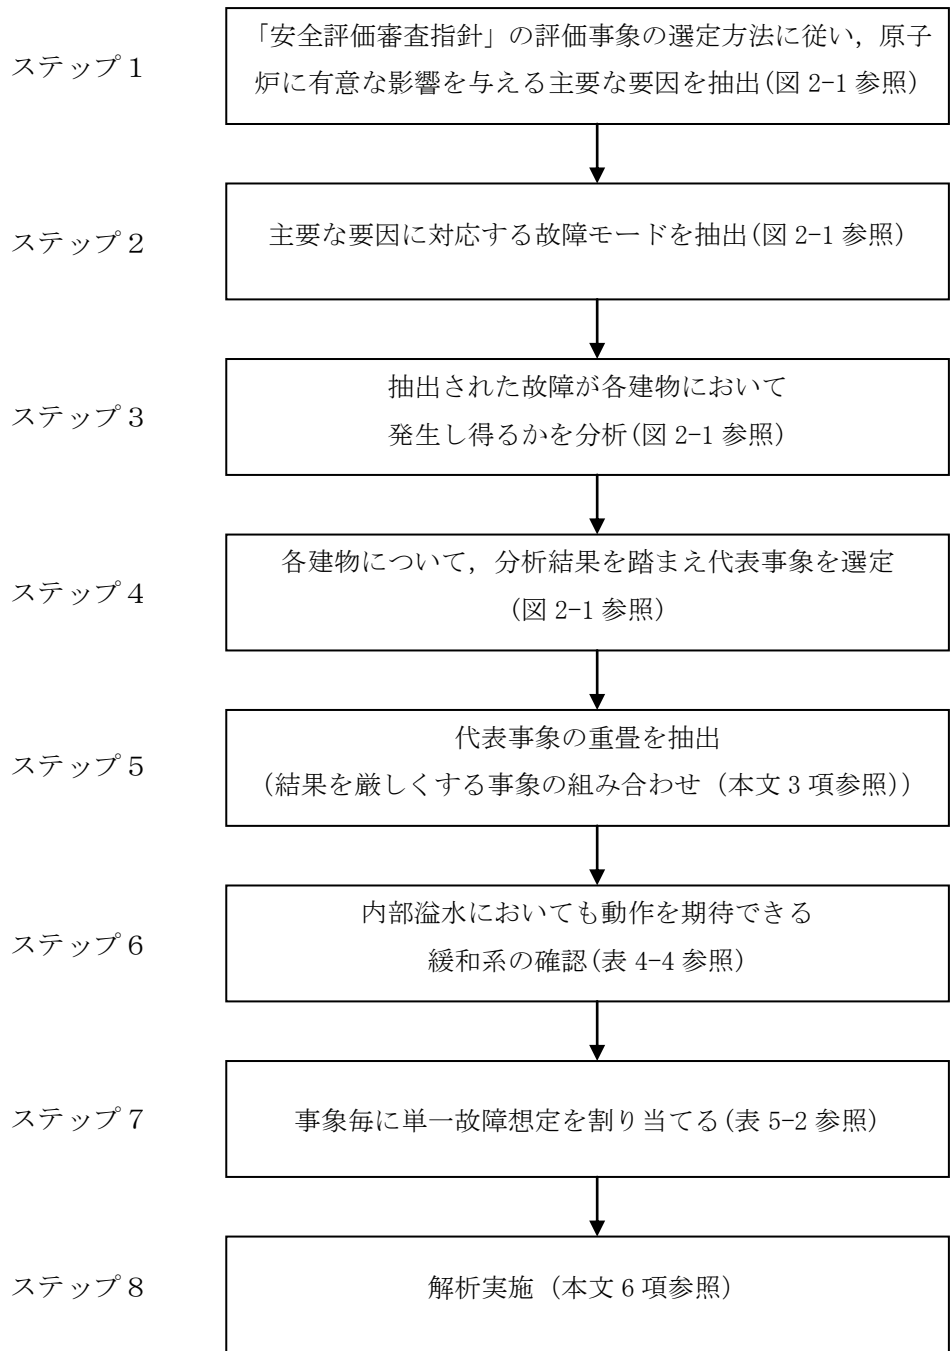 ステップ１
「安全評価審査指針」の評価事象の選定方法に従い，原子
炉に有意な影響を与える主要な要因を抽出(図 2-1 参照)
ステップ２
主要な要因に対応する故障モードを抽出(図 2-1 参照)
ステップ３
抽出された故障が各建物において
発生し得るかを分析(図 2-1 参照)
ステップ４
各建物について，分析結果を踏まえ代表事象を選定
(図 2-1 参照)
ステップ５
代表事象の重畳を抽出
(結果を厳しくする事象の組み合わせ（本文 3 項参照))
ステップ６
内部溢水においても動作を期待できる
緩和系の確認(表 4-4 参照)
ステップ７
事象毎に単一故障想定を割り当てる(表 5-2 参照)
ステップ８
解析実施（本文 6 項参照）